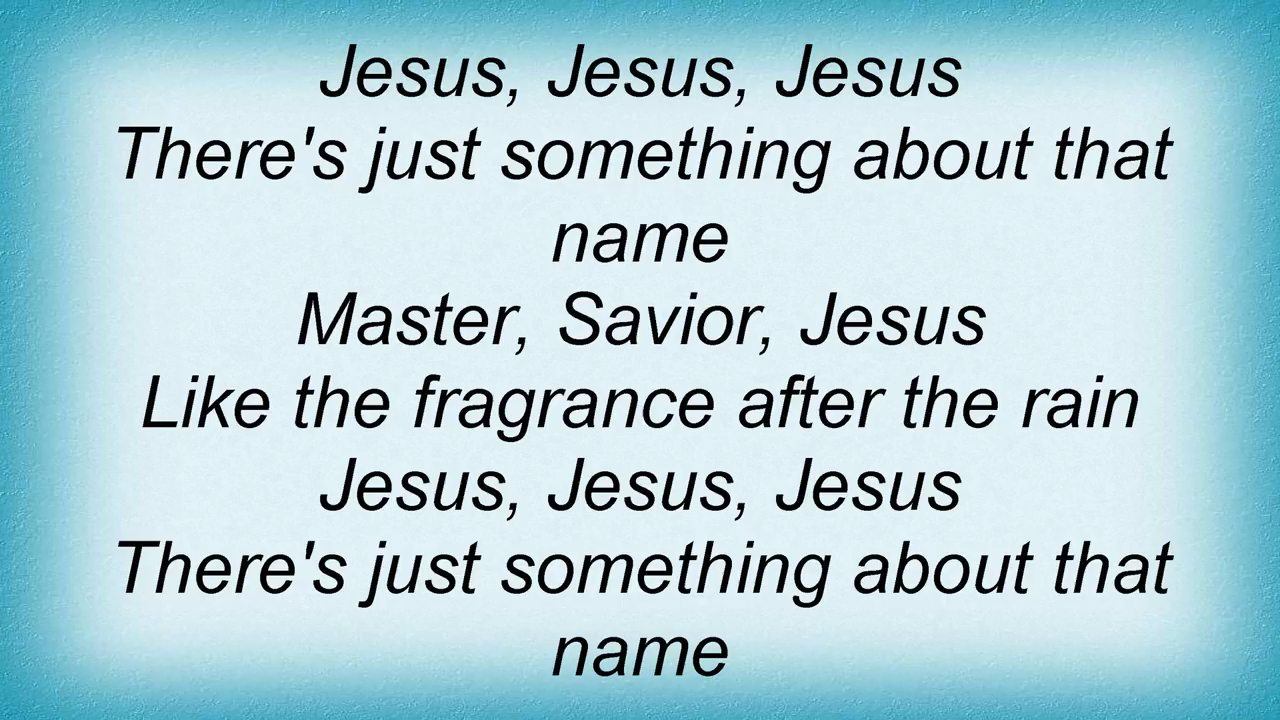 Jesus, Jesus, Jesus
There's just something about that
name
Master, Savior, Jesus
Like the fragrance after the rain
Jesus, Jesus, Jesus
There's just something about that
name